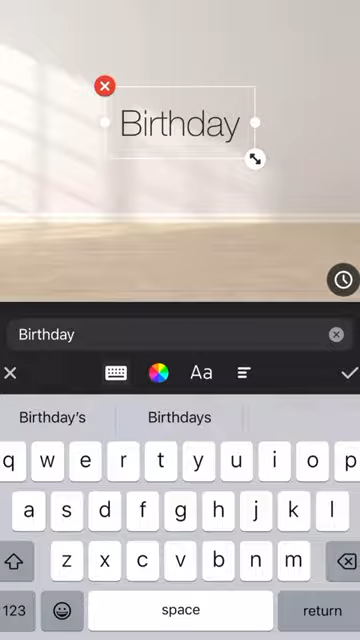 Birthday
Birthday
Aa
Birthday's Birthdays
q w e r t y u i o p
a s d f g h j k l
z x c v b n m
123 space return